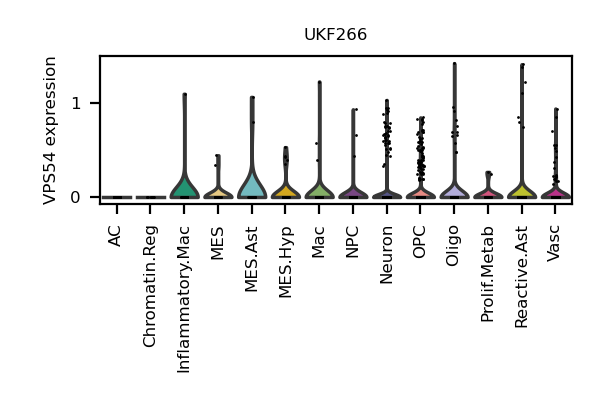 UKF266
VPS54 expression
1
0
AC
Chromatin.Reg
Inflammatory.Mac
MES
MES.Ast
MES.Hyp
Mac
NPC
Neuron
OPC
Oligo
Prolif.Metab
Reactive.Ast
Vasc